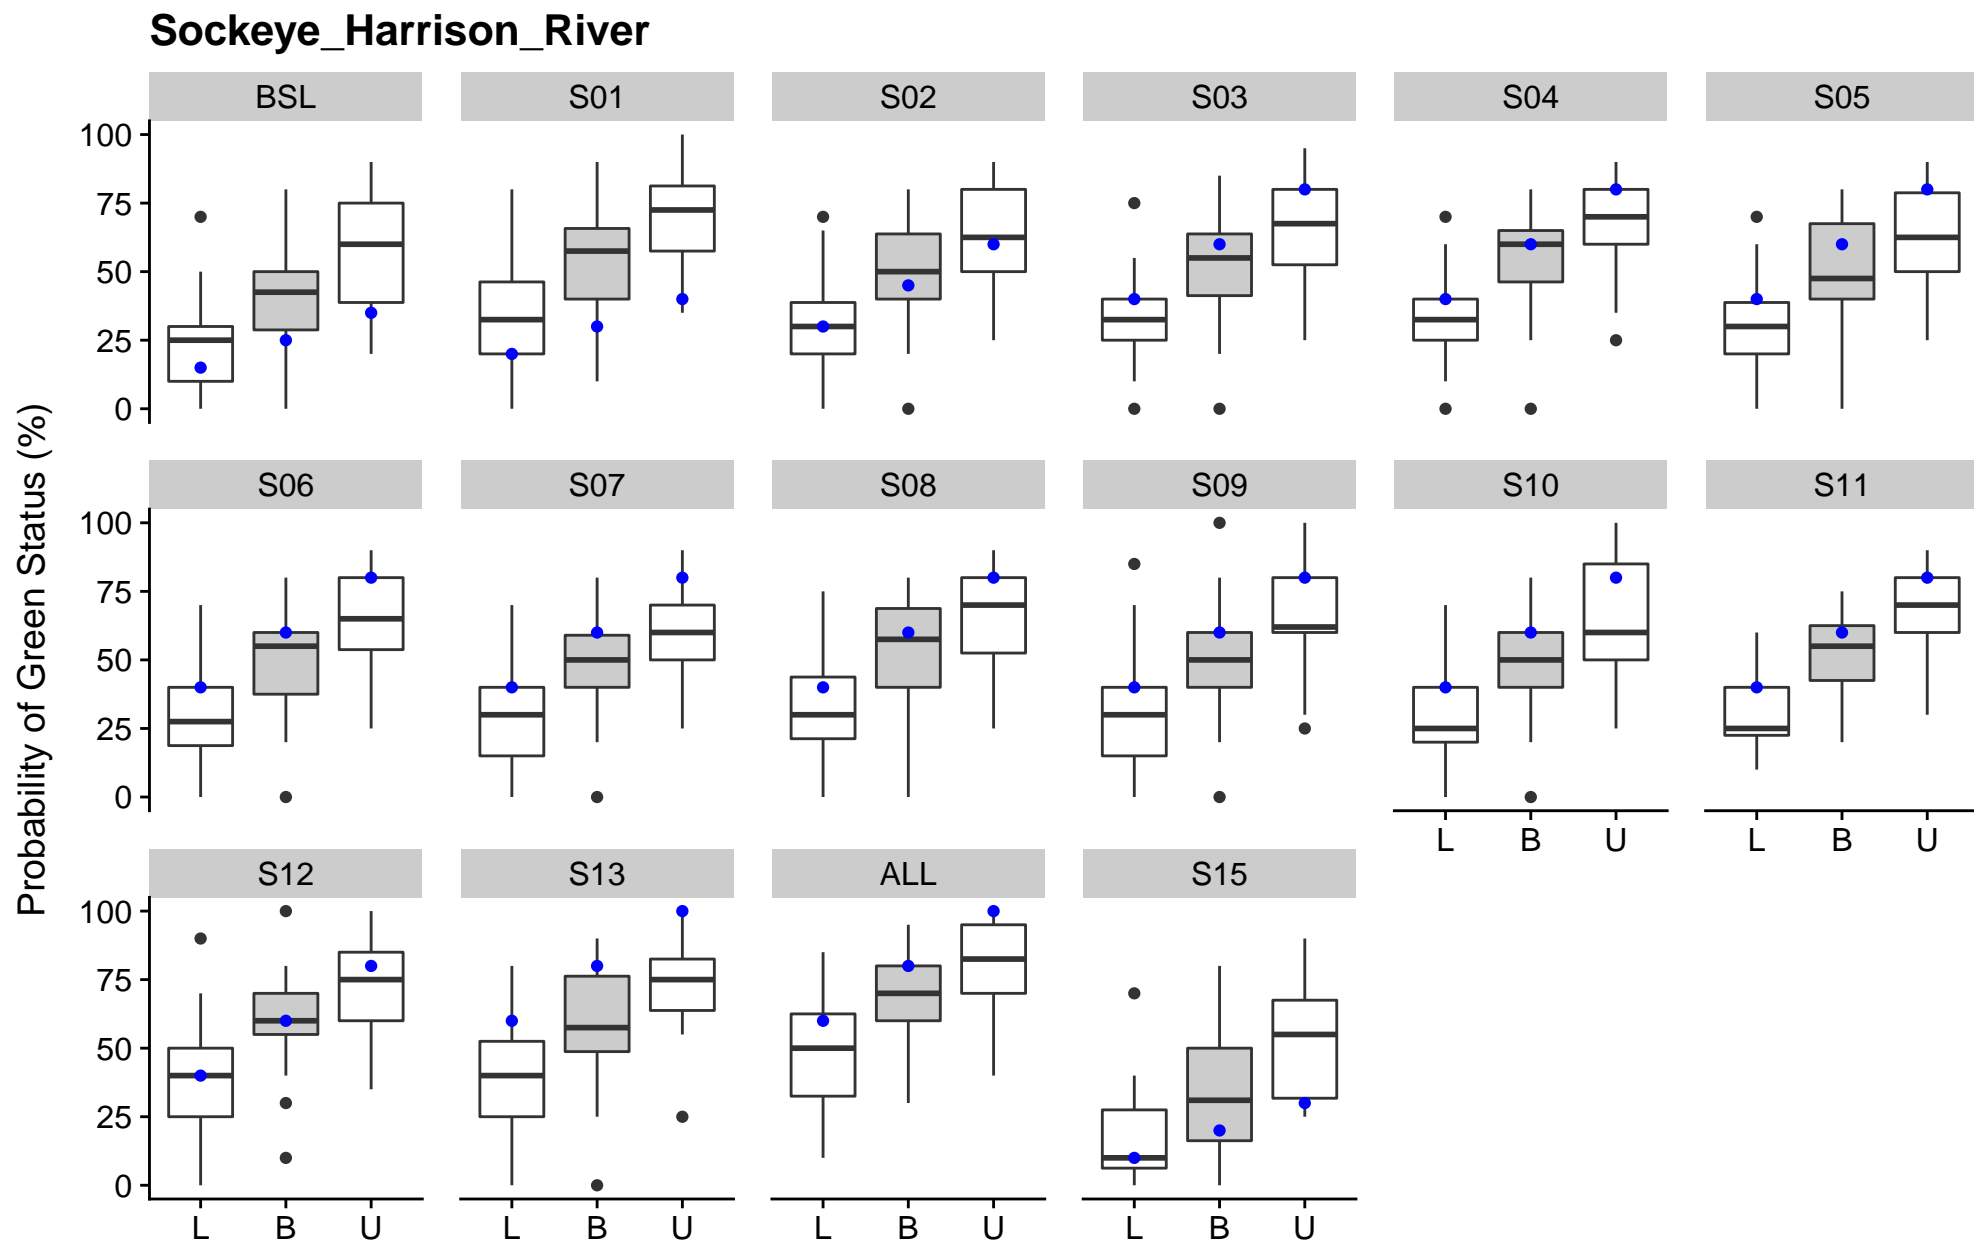 Sockeye_Harrison_River
BSL S01 S02 S03 S04 S05
100
75
50
25
0
S06 S07 S08 S09 S10 S11
100
75
50
25
0
L B U L B U
S12 S13 ALL S15
100
75
50
25
0
L B U L B U L B U L B U
Probability of Green Status (%)